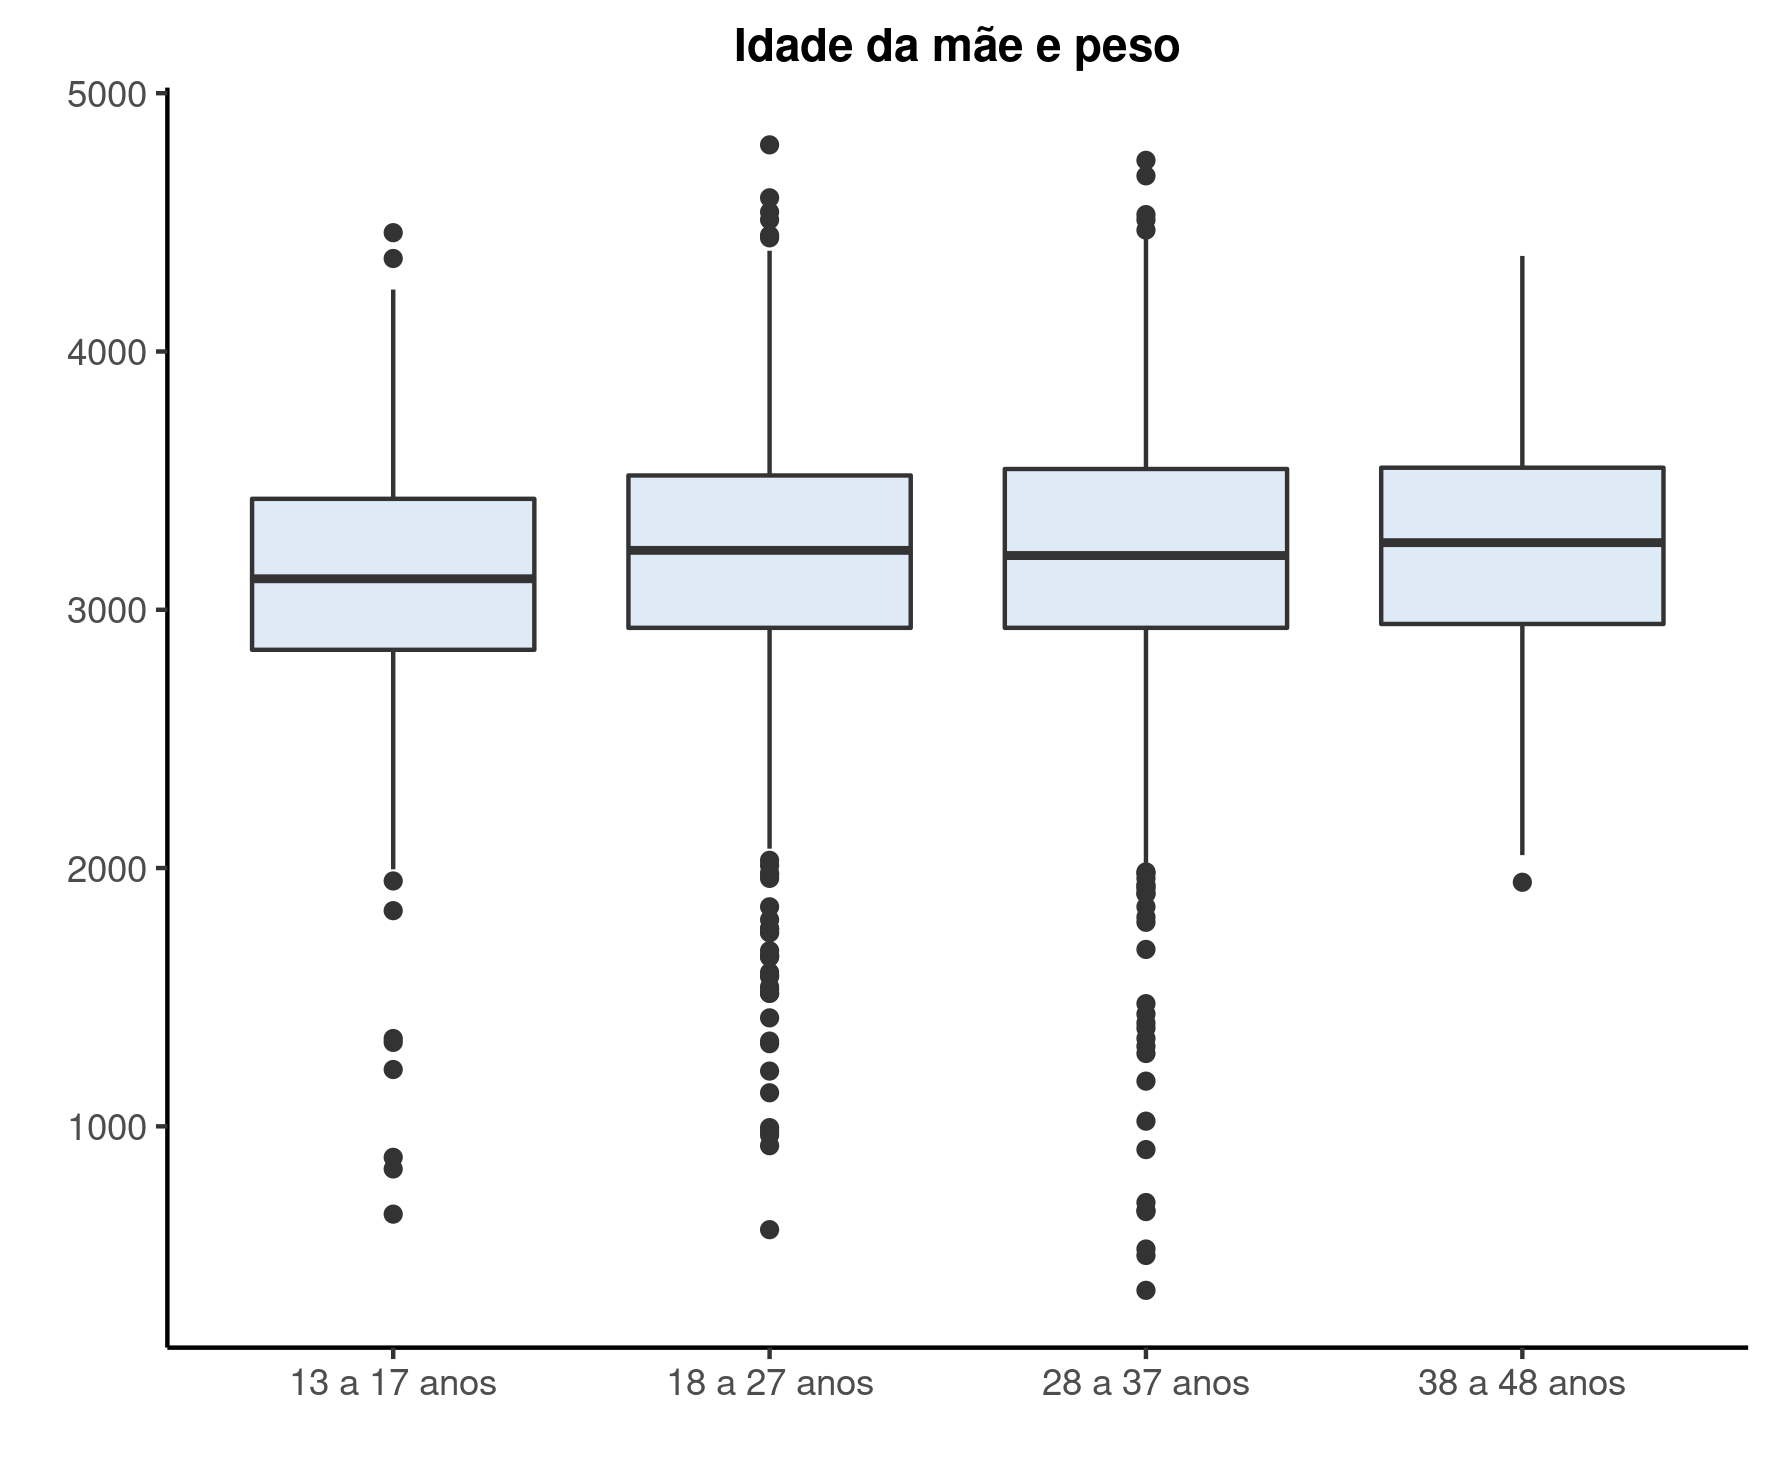 Idade da mãe e peso
5000
4000
3000
2000
1000
13 a 17 anos
18 a 27 anos
28 a 37 anos
38 a 48 anos